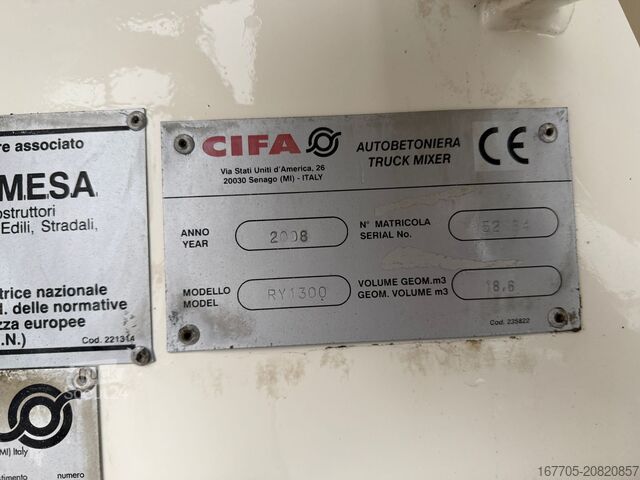 re associato
MESA
ostruttori
Edili, Stradali,
trice nazionale
d. delle normative
zza europee
.N.)
Cod. 221314
CIFA
Via Stati Uniti d'America, 26
20030 Senago (MI) - ITALY
AUTOBETONIERA
TRUCK MIXER
CE
ANNO
YEAR
2008
N° MATRICOLA
SERIAL No.
MODELLO
MODEL
RY1300
VOLUME GEOM.m3
GEOM. VOLUME m3
18.6
Cod. 235822
(MI) Italy
stimento numero
167705-20820857